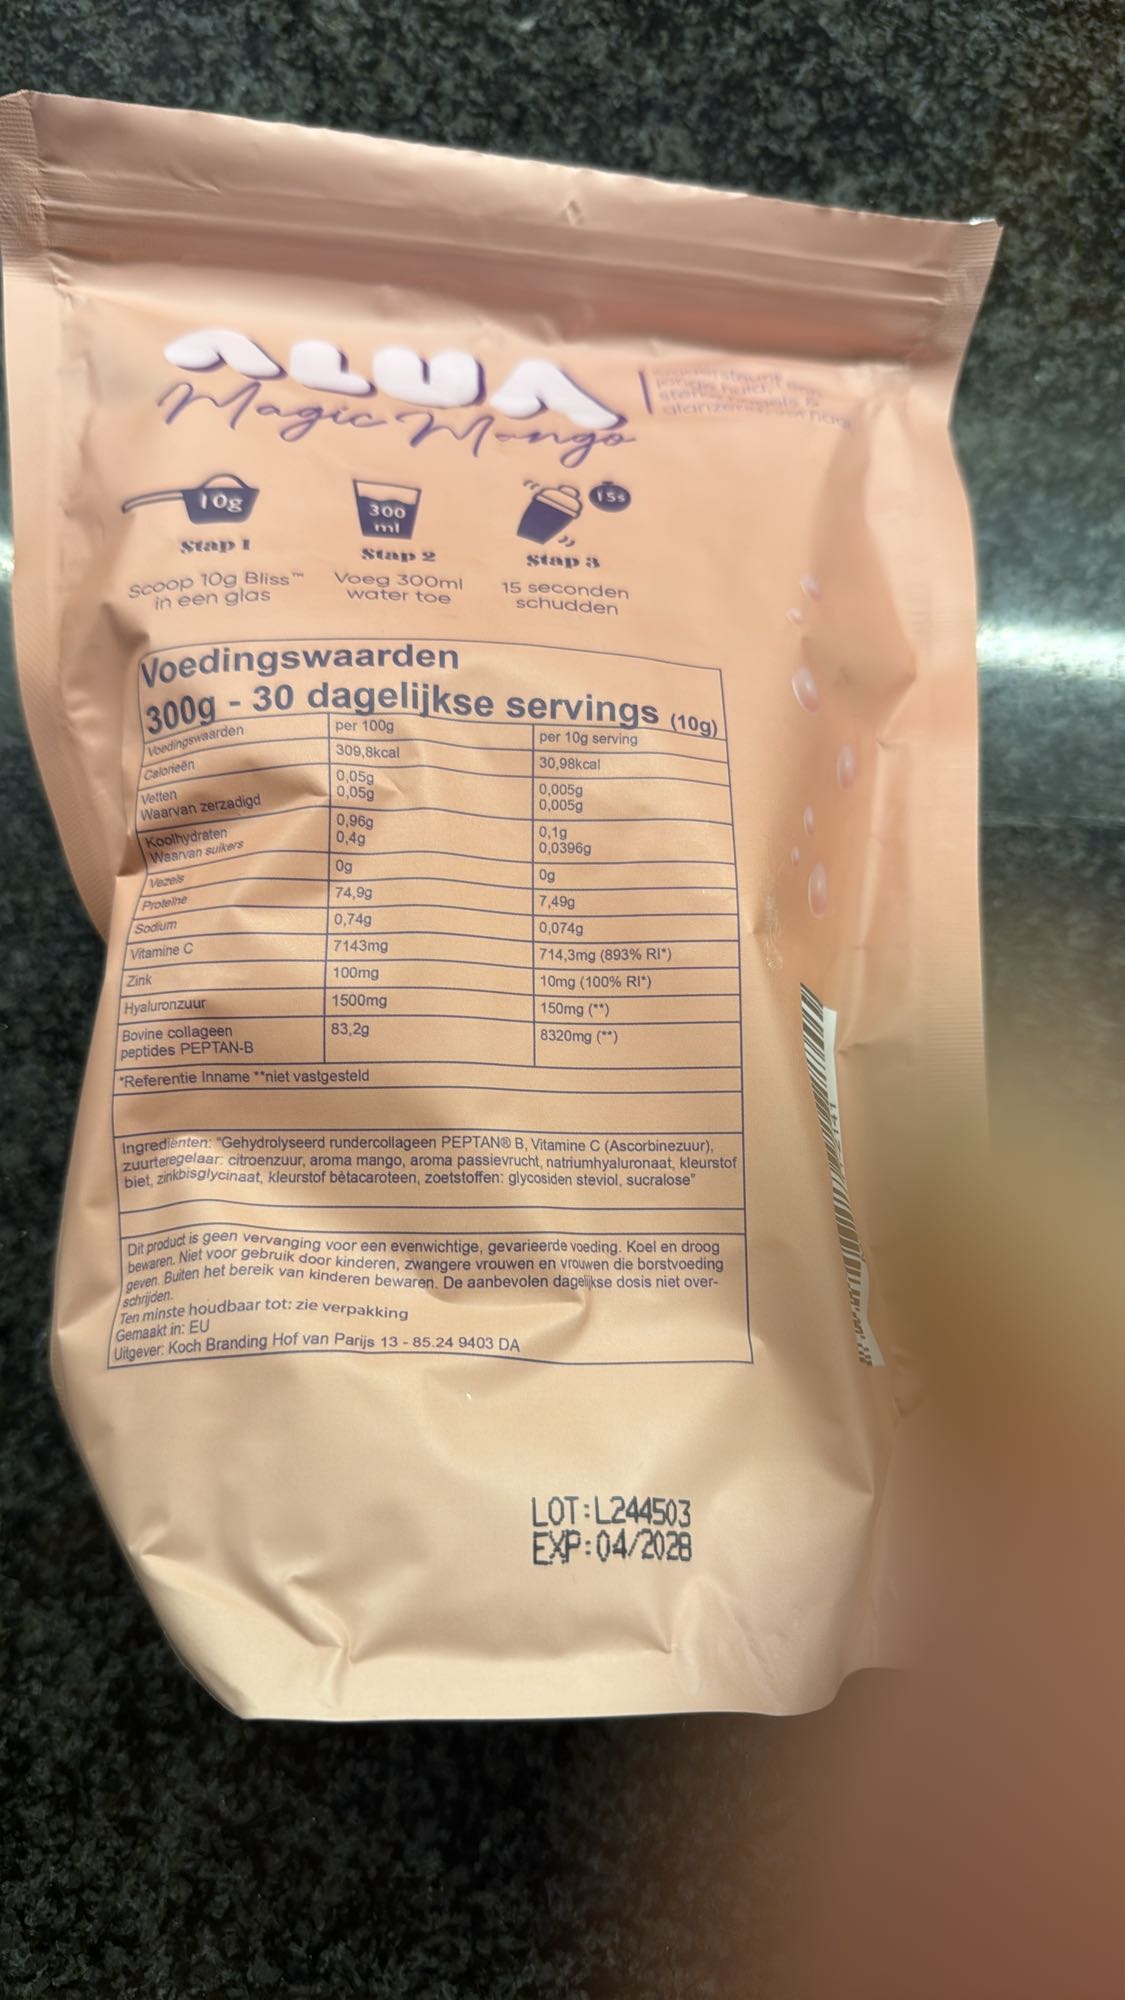 ALUA
Magic Mango
10g
300
ml
15s
Stap 1
Stap 2
Stap 3
Scoop 10g Bliss™
in een glas
Voeg 300ml
water toe
15 seconden
schudden
Voedingswaarden
300g - 30 dagelijkse servings (10g)
Voedingswaarden per 100g per 10g serving
Calorieën 309,8kcal 30,98kcal
Vetten 0,05g 0,005g
Waarvan zerzadigd 0,05g 0,005g
Koolhydraten 0,96g 0,1g
Waarvan suikers 0,4g 0,0396g
Vezels 0g 0g
Proteïne 74,9g 7,49g
Sodium 0,74g 0,074g
Vitamine C 7143mg 714,3mg (893% RI*)
Zink 100mg 10mg (100% RI*)
Hyaluronzuur 1500mg 150mg (**)
Bovine collageen 83,2g 8320mg (**)
peptides PEPTAN-B
*Referentie Inname **niet vastgesteld
Ingrediënten: "Gehydrolyseerd rundercollageen PEPTAN® B, Vitamine C (Ascorbinezuur),
zuurteregelaar: citroenzuur, aroma mango, aroma passievrucht, natriumhyaluronaat, kleurstof
biet, zinkbisglycinaat, kleurstof bètacaroteen, zoetstoffen: glycosiden steviol, sucralose"
Dit product is geen vervanging voor een evenwichtige, gevarieerde voeding. Koel en droog
bewaren. Niet voor gebruik door kinderen, zwangere vrouwen en vrouwen die borstvoeding
geven. Buiten het bereik van kinderen bewaren. De aanbevolen dagelijkse dosis niet over-
schrijden.
Ten minste houdbaar tot: zie verpakking
Gemaakt in: EU
Uitgever: Koch Branding Hof van Parijs 13 - 85.24 9403 DA
LOT:L244503
EXP:04/2028